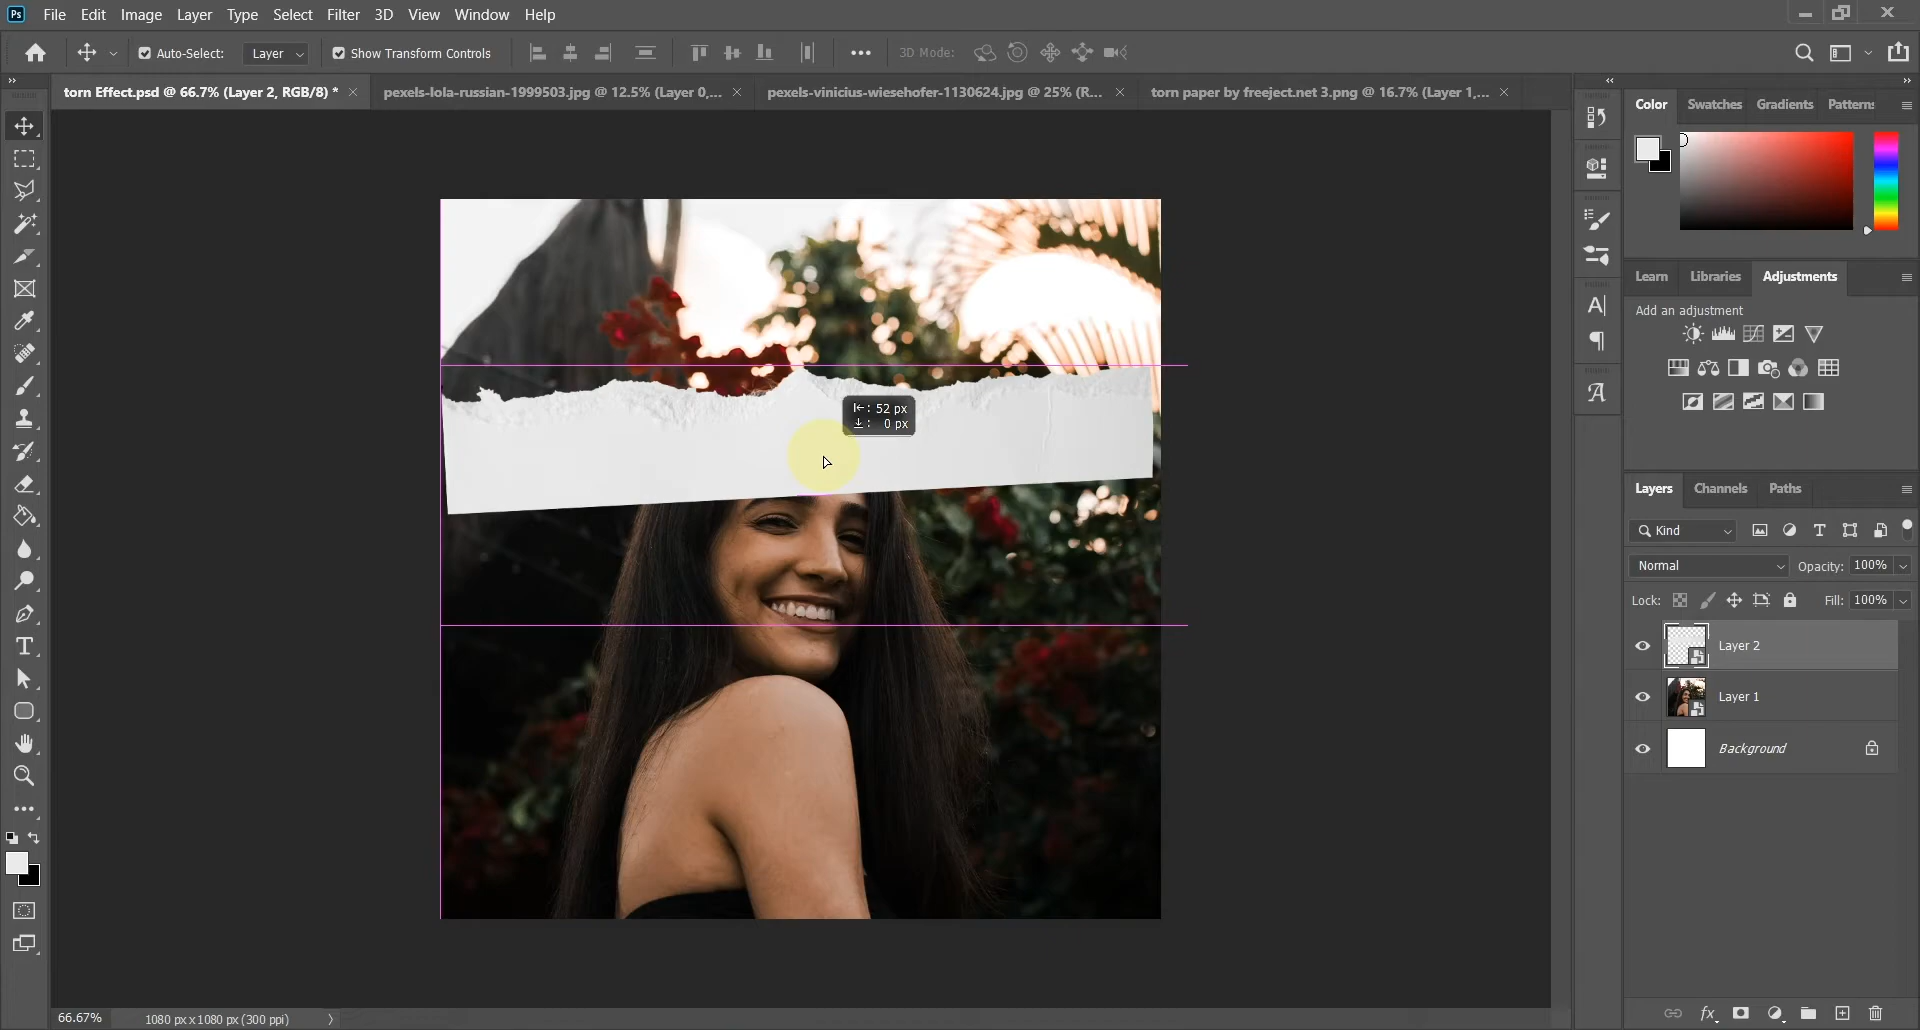 Ps File Edit Image Layer Type Select Filter 3D View Window Help
Auto-Select: Layer Show Transform Controls 3D Mode:
torn Effect.psd @ 66.7% (Layer 2, RGB/8) * pexels-lola-russian-1999503.jpg @ 12.5% (Layer 0,... pexels-vinicius-wiesehofer-1130624.jpg @ 25% (R... torn paper by freeject.net 3.png @ 16.7% (Layer 1,...
Color Swatches Gradients Patterns
Learn Libraries Adjustments
Add an adjustment
: 52 px
: 0 px
Layers Channels Paths
Kind
Normal Opacity: 100%
Lock: Fill: 100%
Layer 2
Layer 1
Background
fx
66.67% 1080 px x 1080 px (300 ppi)